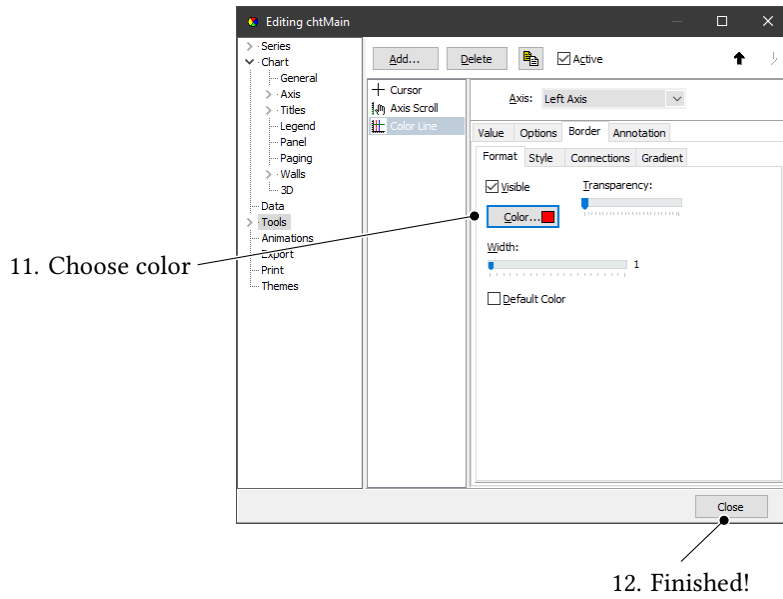 Editing chtMain
Series
Chart
General
Axis
Titles
Legend
Panel
Paging
Walls
3D
Data
Tools
Animations
Export
Print
Themes
Add... Delete Active
Cursor
Axis Scroll
Color Line
Axis: Left Axis
Value Options Border Annotation
Format Style Connections Gradient
Visible Transparency:
Color...
Width:
1
Default Color
Close
11. Choose color
12. Finished!